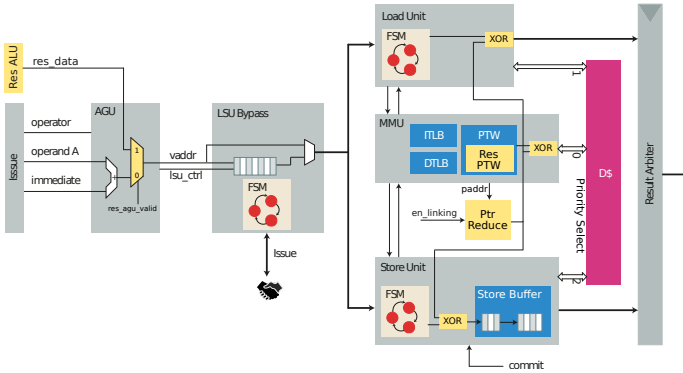 Load Unit
FSM
XOR
Res ALU
res_data
AGU
LSU Bypass
operator
operand A
immediate
Isssue
1
0
+
res_agu_valid
vaddr
lsu_ctrl
FSM
Issue
MMU
ITLB
DTLB
PTW
Res
PTW
XOR
paddr
en_linking
Ptr
Reduce
1
0
2
Priority Select
D$
Result Arbiter
Store Unit
FSM
XOR
Store Buffer
commit